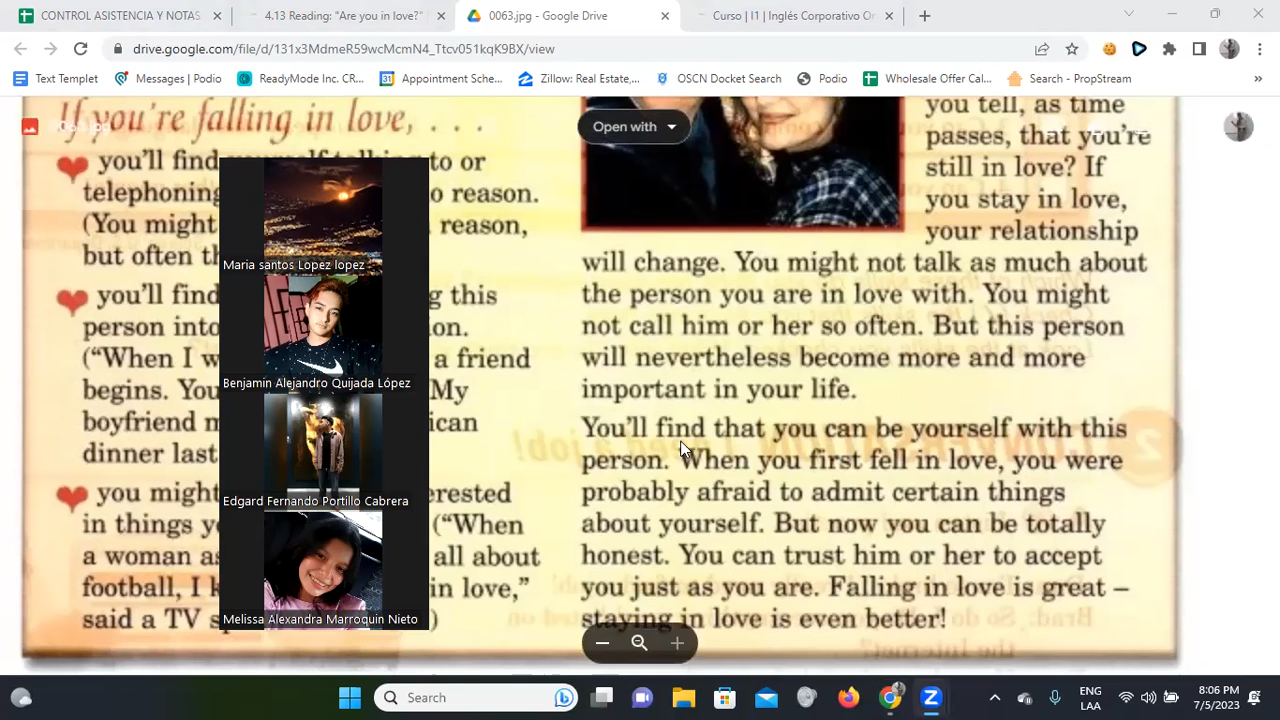 CONTROL ASISTENCIA Y NOTAS
4.13 Reading: "Are you in love?"
0063.jpg - Google Drive
Curso | I1 | Inglés Corporativo On
drive.google.com/file/d/131x3MdmeR59wcMcmN4_Ttcv051kqK9BX/view
Text Templet
Messages | Podio
ReadyMode Inc. CR...
Appointment Sche...
Zillow: Real Estate,...
OSCN Docket Search
Podio
Wholesale Offer Cal...
Search - PropStream
If you're falling in love, . . .
Open with
you'll find yourself talking to or
telephoning
o reason.
(You might
reason,
but often th
you'll find
g this
person into
on.
("When I w
a friend
begins. You
My
boyfriend m
ican
dinner last
you might
erested
in things yo
("When
a woman as
all about
football, I k
in love,"
said a TV sp
)
Maria santos Lopez lopez
Benjamín Alejandro Quijada López
Edgard Fernando Portillo Cabrera
Melissa Alexandra Marroquin Nieto
you tell, as time
passes, that you're
still in love? If
you stay in love,
your relationship
will change. You might not talk as much about
the person you are in love with. You might
not call him or her so often. But this person
will nevertheless become more and more
important in your life.
You'll find that you can be yourself with this
person. When you first fell in love, you were
probably afraid to admit certain things
about yourself. But now you can be totally
honest. You can trust him or her to accept
you just as you are. Falling in love is great –
staying in love is even better!
Search
ENG
LAA
8:06 PM
7/5/2023